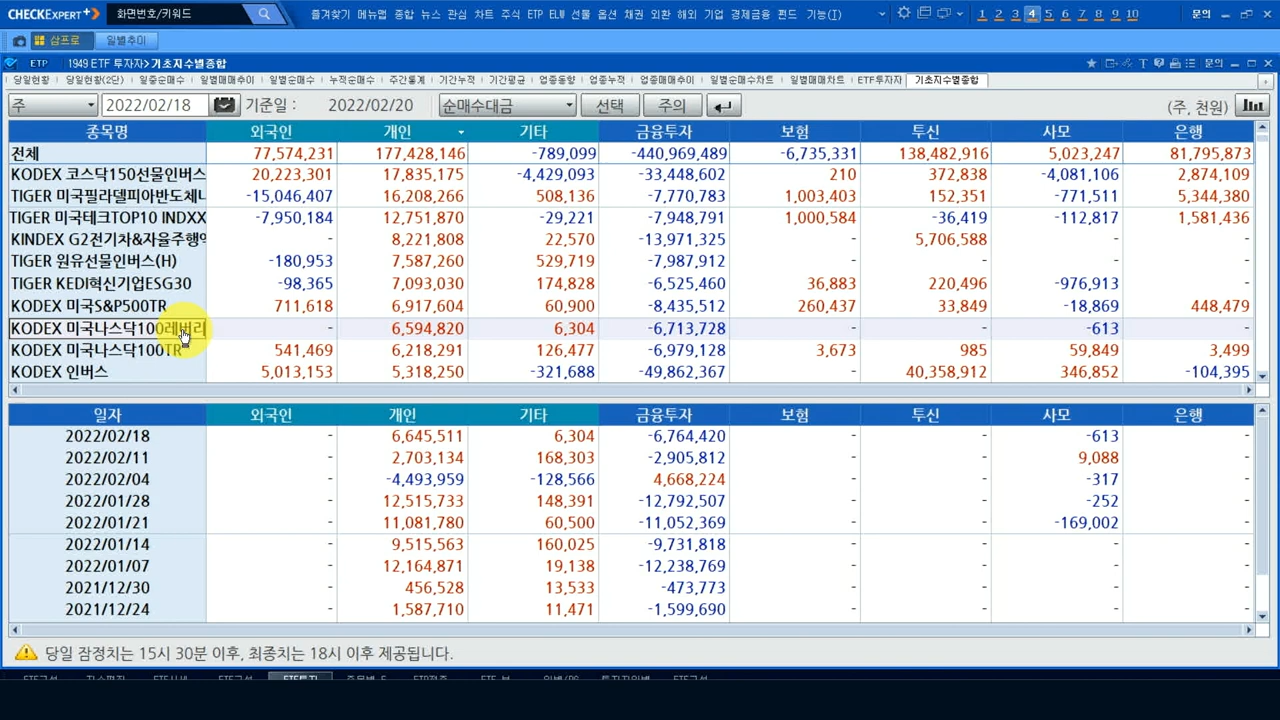 CHECKEXPERT+ 화면번호/키워드 즐겨찾기 메뉴맵 종합 뉴스 관심 차트 주식 ETP ELW 선물 옵션 채권 외환 해외 기업 경제금융 펀드 기능(I) 1 2 3 4 5 6 7 8 9 10 문의
삼프로 일별추이
ETP 1949 ETF 투자자>기초지수별종합 문의
당일현황 당일현황(2단) 일중순매수 일별매매추이 일별순매수 누적순매수 주간통계 기간누적 기간평균 업종동향 업종누적 업종매매추이 일별순매수차트 일별매매차트 ETF투자자 기초지수별종합
주 2022/02/18 기준일 : 2022/02/20 순매수대금 선택 주의 (주, 천원)
종목명 외국인 개인 기타 금융투자 보험 투신 사모 은행
전체 77,574,231 177,428,146 -789,099 -440,969,489 -6,735,331 138,482,916 5,023,247 81,795,873
KODEX 코스닥150선물인버스 20,223,301 17,835,175 -4,429,093 -33,448,602 210 372,838 -4,081,106 2,874,109
TIGER 미국필라델피아반도체 -15,046,407 16,208,266 508,136 -7,770,783 1,003,403 152,351 -771,511 5,344,380
TIGER 미국테크TOP10 INDXX -7,950,184 12,751,870 -29,221 -7,948,791 1,000,584 -36,419 -112,817 1,581,436
KINDEX G2전기차&자율주행 - 8,221,808 22,570 -13,971,325 - 5,706,588 - -
TIGER 원유선물인버스(H) -180,953 7,587,260 529,719 -7,987,912 - - - -
TIGER KEDI혁신기업ESG30 -98,365 7,093,030 174,828 -6,525,460 36,883 220,496 -976,913 -
KODEX 미국S&P500TR 711,618 6,917,604 60,900 -8,435,512 260,437 33,849 -18,869 448,479
KODEX 미국나스닥100레버리 - 6,594,820 6,304 -6,713,728 - - -613 -
KODEX 미국나스닥100TR 541,469 6,218,291 126,477 -6,979,128 3,673 985 59,849 3,499
KODEX 인버스 5,013,153 5,318,250 -321,688 -49,862,367 - 40,358,912 346,852 -104,395
일자 외국인 개인 기타 금융투자 보험 투신 사모 은행
2022/02/18 - 6,645,511 6,304 -6,764,420 - - -613 -
2022/02/11 - 2,703,134 168,303 -2,905,812 - - 9,088 -
2022/02/04 - -4,493,959 -128,566 4,668,224 - - -317 -
2022/01/28 - 12,515,733 148,391 -12,792,507 - - -252 -
2022/01/21 - 11,081,780 60,500 -11,052,369 - - -169,002 -
2022/01/14 - 9,515,563 160,025 -9,731,818 - - - -
2022/01/07 - 12,164,871 19,138 -12,238,769 - - - -
2021/12/30 - 456,528 13,533 -473,773 - - - -
2021/12/24 - 1,587,710 11,471 -1,599,690 - - - -
당일 잠정치는 15시 30분 이후, 최종치는 18시 이후 제공됩니다.